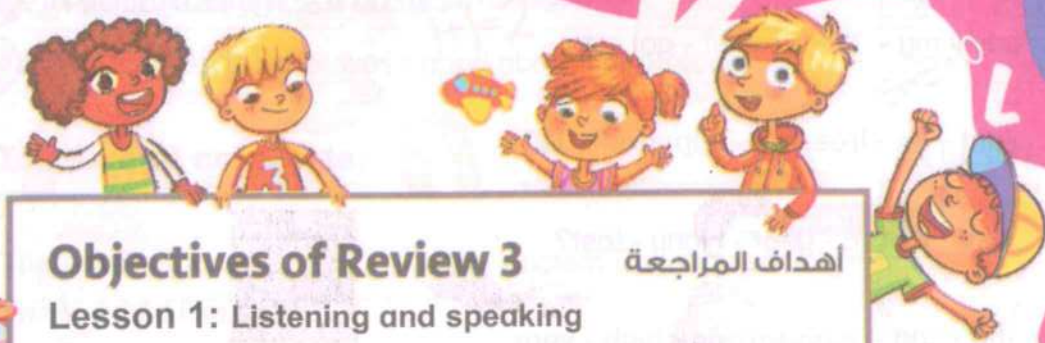 Objectives of Review 3 أهداف المراجعة
Lesson 1: Listening and speaking